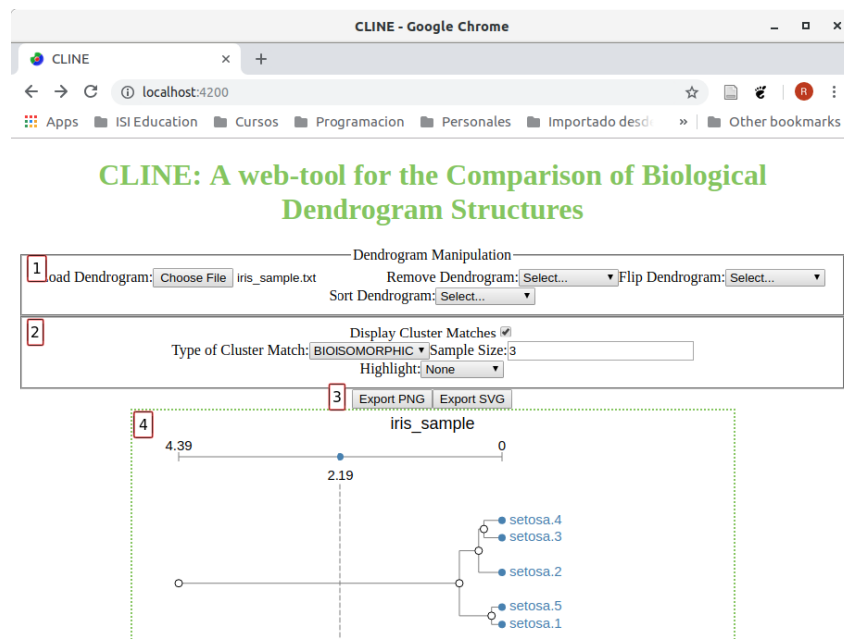 CLINE - Google Chrome
CLINE
localhost:4200
R
Apps ISI Education Cursos Programacion Personales Importado desd » Other bookmarks
CLINE: A web-tool for the Comparison of Biological
Dendrogram Structures
Dendrogram Manipulation
1 oad Dendrogram: Choose File iris_sample.txt Remove Dendrogram: Select... Flip Dendrogram: Select...
Sort Dendrogram: Select...
2 Display Cluster Matches
Type of Cluster Match: BIOISOMORPHIC Sample Size: 3
Highlight: None
3 Export PNG Export SVG
4 iris_sample
4.39 0
2.19
setosa.4
setosa.3
setosa.2
setosa.5
setosa.1